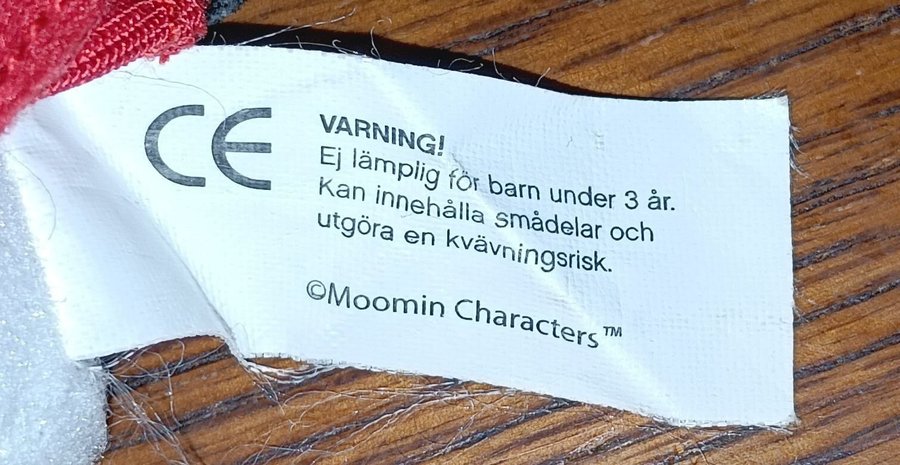 CE
VARNING!
Ej lämplig för barn under 3 år.
Kan innehålla smådelar och
utgöra en kvävningsrisk.
©Moomin Characters™